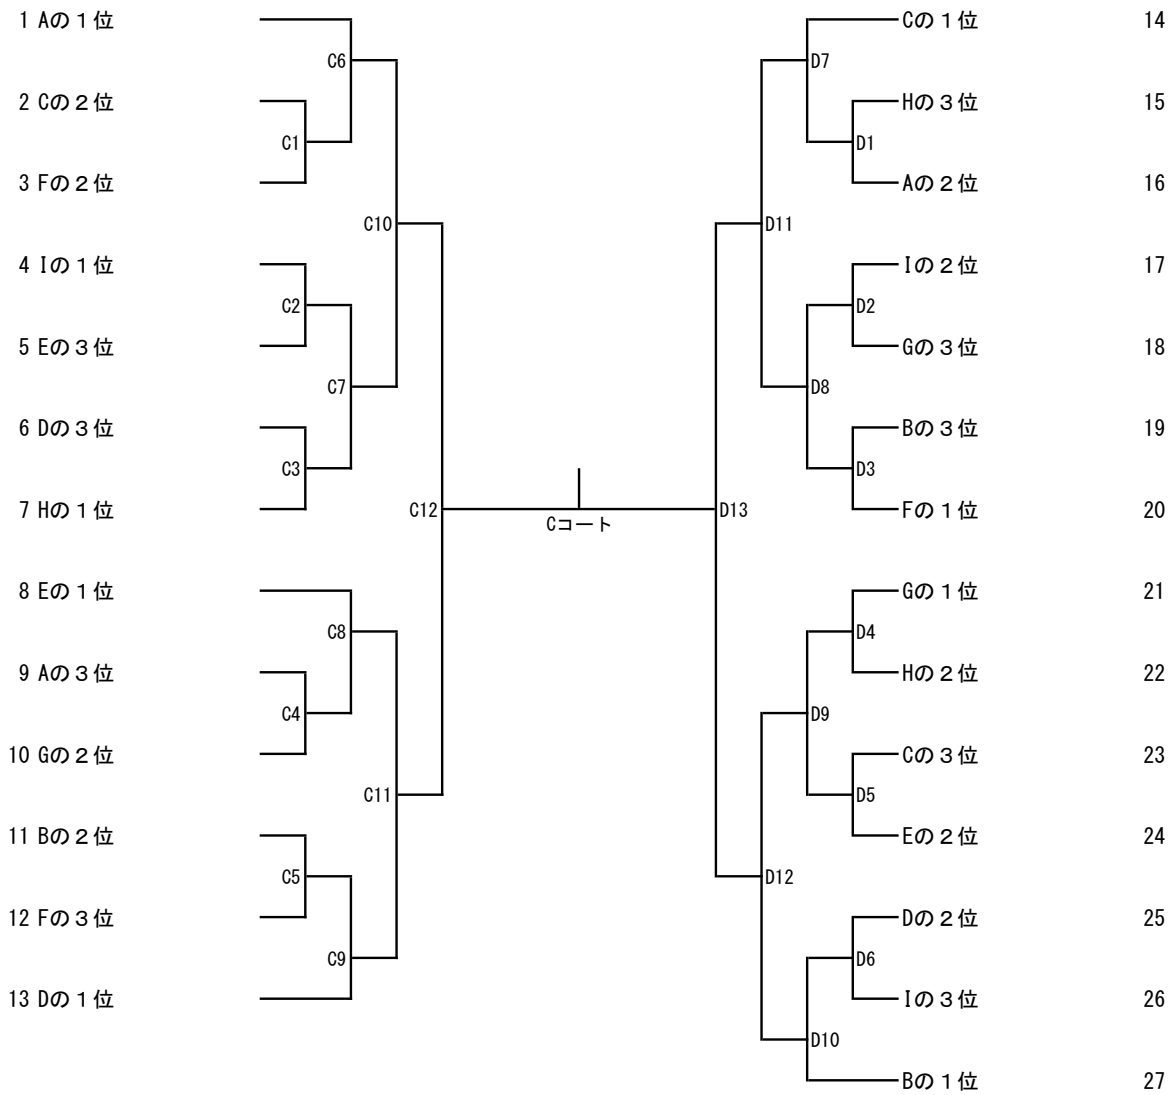 1 Aの１位
C6
2 Cの２位
C1
3 Fの２位
C10
4 Iの１位
C2
5 Eの３位
C7
6 Dの３位
C3
7 Hの１位
C12
8 Eの１位
C8
9 Aの３位
C4
10 Gの２位
C11
11 Bの２位
C5
12 Fの３位
C9
13 Dの１位
Cコート
Cの１位 14
D7
Hの３位 15
D1
Aの２位 16
D11
Iの２位 17
D2
Gの３位 18
D8
Bの３位 19
D3
Fの１位 20
D13
Gの１位 21
D4
Hの２位 22
D9
Cの３位 23
D5
Eの２位 24
D12
Dの２位 25
D6
Iの３位 26
D10
Bの１位 27